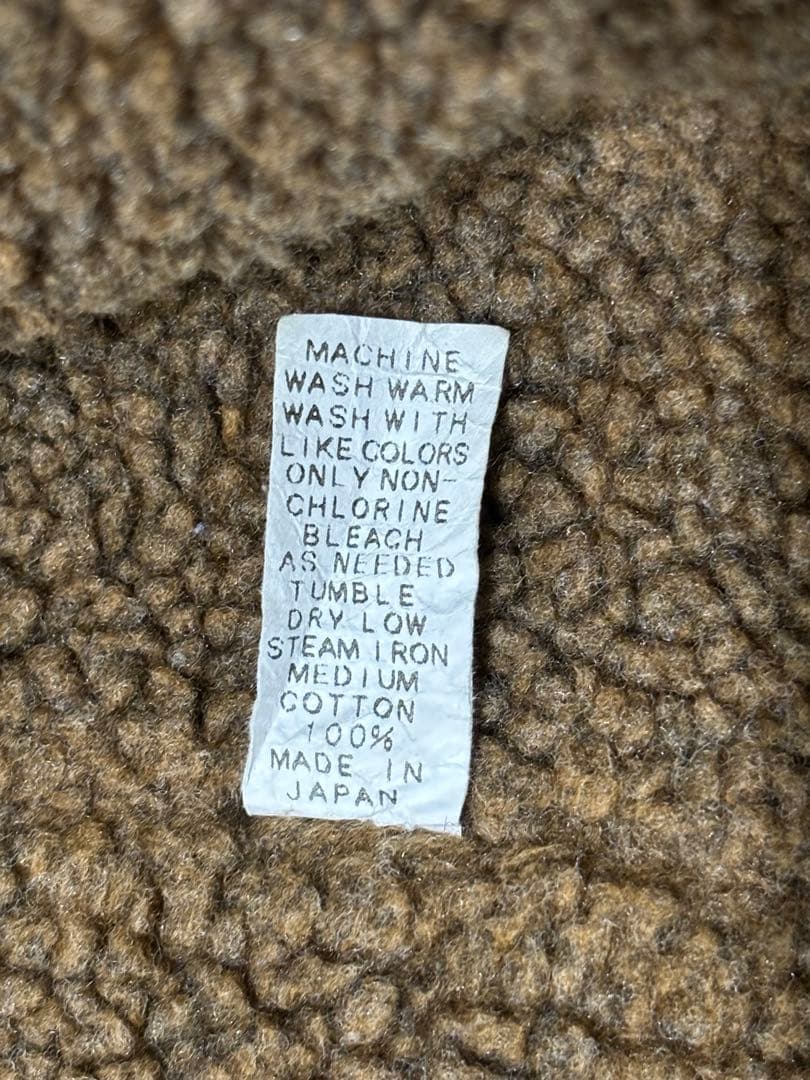 MACHINE
WASH WARM
WASH WITH
LIKE COLORS
ONLY NON-
CHLORINE
BLEACH
AS NEEDED
TUMBLE
DRY LOW
STEAM IRON
MEDIUM
COTTON
100%
MADE IN
JAPAN